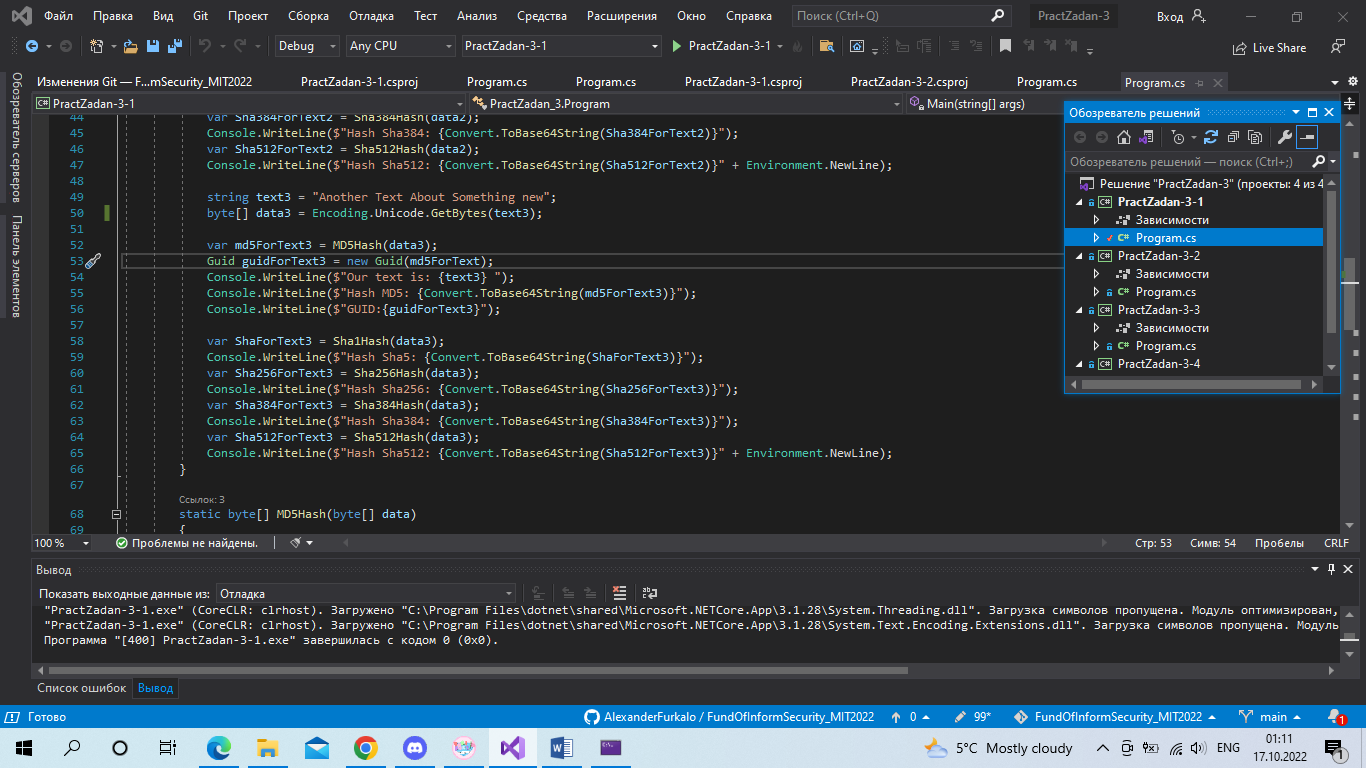 Файл Правка Вид Git Проект Сборка Отладка Тест Анализ Средства Расширения Окно Справка Поиск (Ctrl+Q) PractZadan-3 Вход
Debug Any CPU PractZadan-3-1 PractZadan-3-1 Live Share
Изменения Git — F...mSecurity_MIT2022 PractZadan-3-1.csproj Program.cs Program.cs PractZadan-3-1.csproj PractZadan-3-2.csproj Program.cs Program.cs
Обозреватель серверов
Панель элементов
PractZadan-3-1 PractZadan_3.Program Main(string[] args)
44 var Sha384ForText2 = Sha384Hash(data2);
45 Console.WriteLine($"Hash Sha384: {Convert.ToBase64String(Sha384ForText2)}");
46 var Sha512ForText2 = Sha512Hash(data2);
47 Console.WriteLine($"Hash Sha512: {Convert.ToBase64String(Sha512ForText2)}" + Environment.NewLine);
48
49 string text3 = "Another Text About Something new";
50 byte[] data3 = Encoding.Unicode.GetBytes(text3);
51
52 var md5ForText3 = MD5Hash(data3);
53 Guid guidForText3 = new Guid(md5ForText);
54 Console.WriteLine($"Our text is: {text3} ");
55 Console.WriteLine($"Hash MD5: {Convert.ToBase64String(md5ForText3)}");
56 Console.WriteLine($"GUID:{guidForText3}");
57
58 var ShaForText3 = Sha1Hash(data3);
59 Console.WriteLine($"Hash Sha5: {Convert.ToBase64String(ShaForText3)}");
60 var Sha256ForText3 = Sha256Hash(data3);
61 Console.WriteLine($"Hash Sha256: {Convert.ToBase64String(Sha256ForText3)}");
62 var Sha384ForText3 = Sha384Hash(data3);
63 Console.WriteLine($"Hash Sha384: {Convert.ToBase64String(Sha384ForText3)}");
64 var Sha512ForText3 = Sha512Hash(data3);
65 Console.WriteLine($"Hash Sha512: {Convert.ToBase64String(Sha512ForText3)}" + Environment.NewLine);
66 }
67
Ссылок: 3
68 static byte[] MD5Hash(byte[] data)
69 {
Обозреватель решений
Обозреватель решений — поиск (Ctrl+;)
Решение "PractZadan-3" (проекты: 4 из 4
PractZadan-3-1
Зависимости
Program.cs
PractZadan-3-2
Зависимости
Program.cs
PractZadan-3-3
Зависимости
Program.cs
PractZadan-3-4
100 % Проблемы не найдены. Стр: 53 Симв: 54 Пробелы CRLF
Вывод
Показать выходные данные из: Отладка
"PractZadan-3-1.exe" (CoreCLR: clrhost). Загружено "C:\Program Files\dotnet\shared\Microsoft.NETCore.App\3.1.28\System.Threading.dll". Загрузка символов пропущена. Модуль оптимизирован,
"PractZadan-3-1.exe" (CoreCLR: clrhost). Загружено "C:\Program Files\dotnet\shared\Microsoft.NETCore.App\3.1.28\System.Text.Encoding.Extensions.dll". Загрузка символов пропущена. Модуль
Программа "[400] PractZadan-3-1.exe" завершилась с кодом 0 (0x0).
Список ошибок Вывод
Готово AlexanderFurkalo / FundOfInformSecurity_MIT2022 0 99* FundOfInformSecurity_MIT2022 main 1
5°C Mostly cloudy ENG 01:11
17.10.2022 1